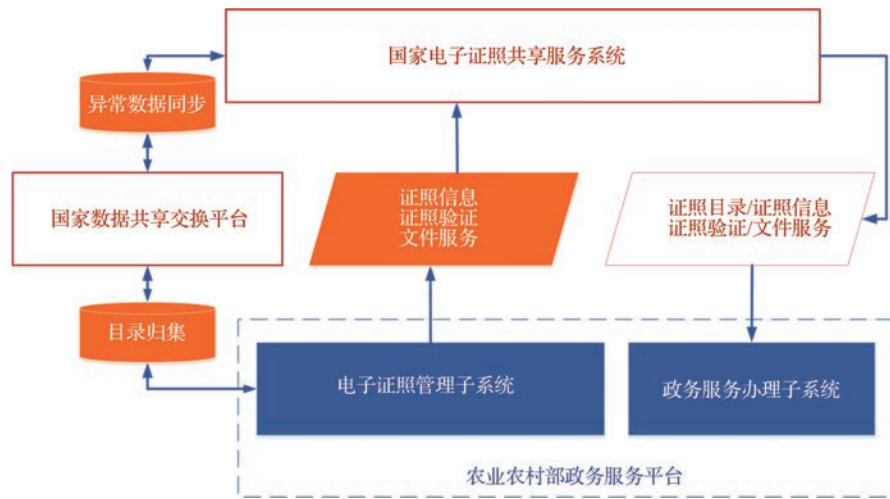 国家电子证照共享服务系统
异常数据同步
国家数据共享交换平台
证照信息
证照验证
文件服务
证照目录/证照信息
证照验证/文件服务
目录归集
电子证照管理子系统
政务服务办理子系统
农业农村部政务服务平台